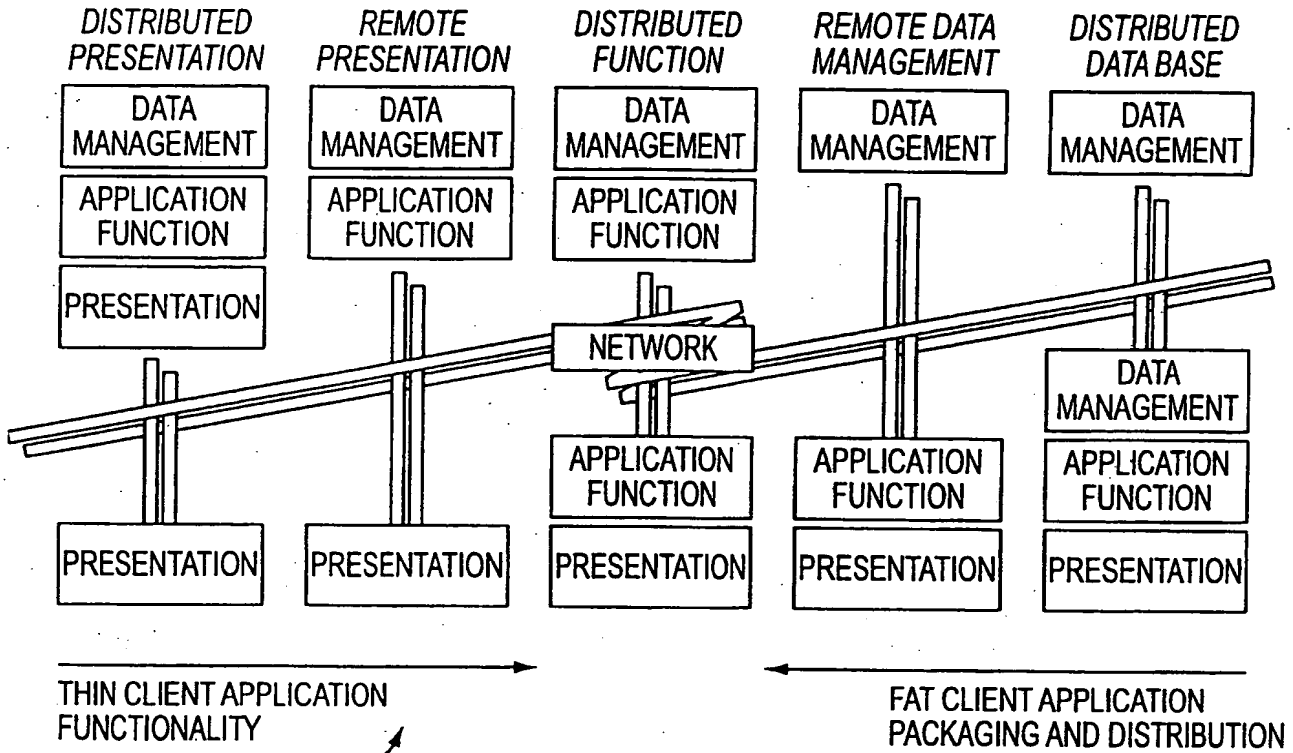 DISTRIBUTED
PRESENTATION
DATA
MANAGEMENT
APPLICATION
FUNCTION
PRESENTATION
PRESENTATION
REMOTE
PRESENTATION
DATA
MANAGEMENT
APPLICATION
FUNCTION
PRESENTATION
DISTRIBUTED
FUNCTION
DATA
MANAGEMENT
APPLICATION
FUNCTION
NETWORK
APPLICATION
FUNCTION
PRESENTATION
REMOTE DATA
MANAGEMENT
DATA
MANAGEMENT
APPLICATION
FUNCTION
PRESENTATION
DISTRIBUTED
DATA BASE
DATA
MANAGEMENT
DATA
MANAGEMENT
APPLICATION
FUNCTION
PRESENTATION
THIN CLIENT APPLICATION
FUNCTIONALITY
FAT CLIENT APPLICATION
PACKAGING AND DISTRIBUTION